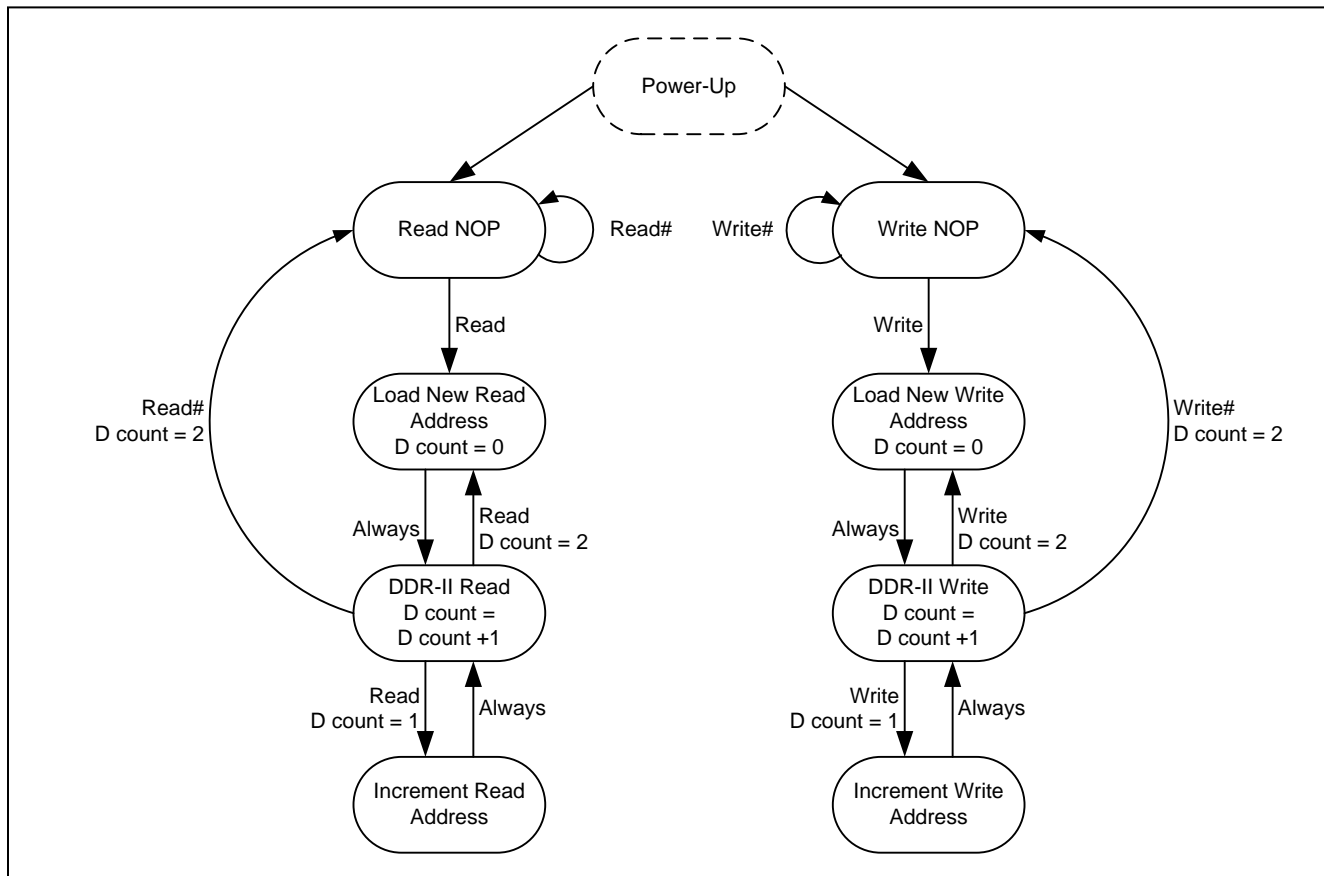 Power-Up
Read NOP
Read#
Write#
Write NOP
Read
Write
Load New Read
Address
D count = 0
Load New Write
Address
D count = 0
Read#
D count = 2
Write#
D count = 2
Always
Read
D count = 2
Always
Write
D count = 2
DDR-II Read
D count =
D count +1
DDR-II Write
D count =
D count +1
Read
D count = 1
Always
Write
D count = 1
Always
Increment Read
Address
Increment Write
Address